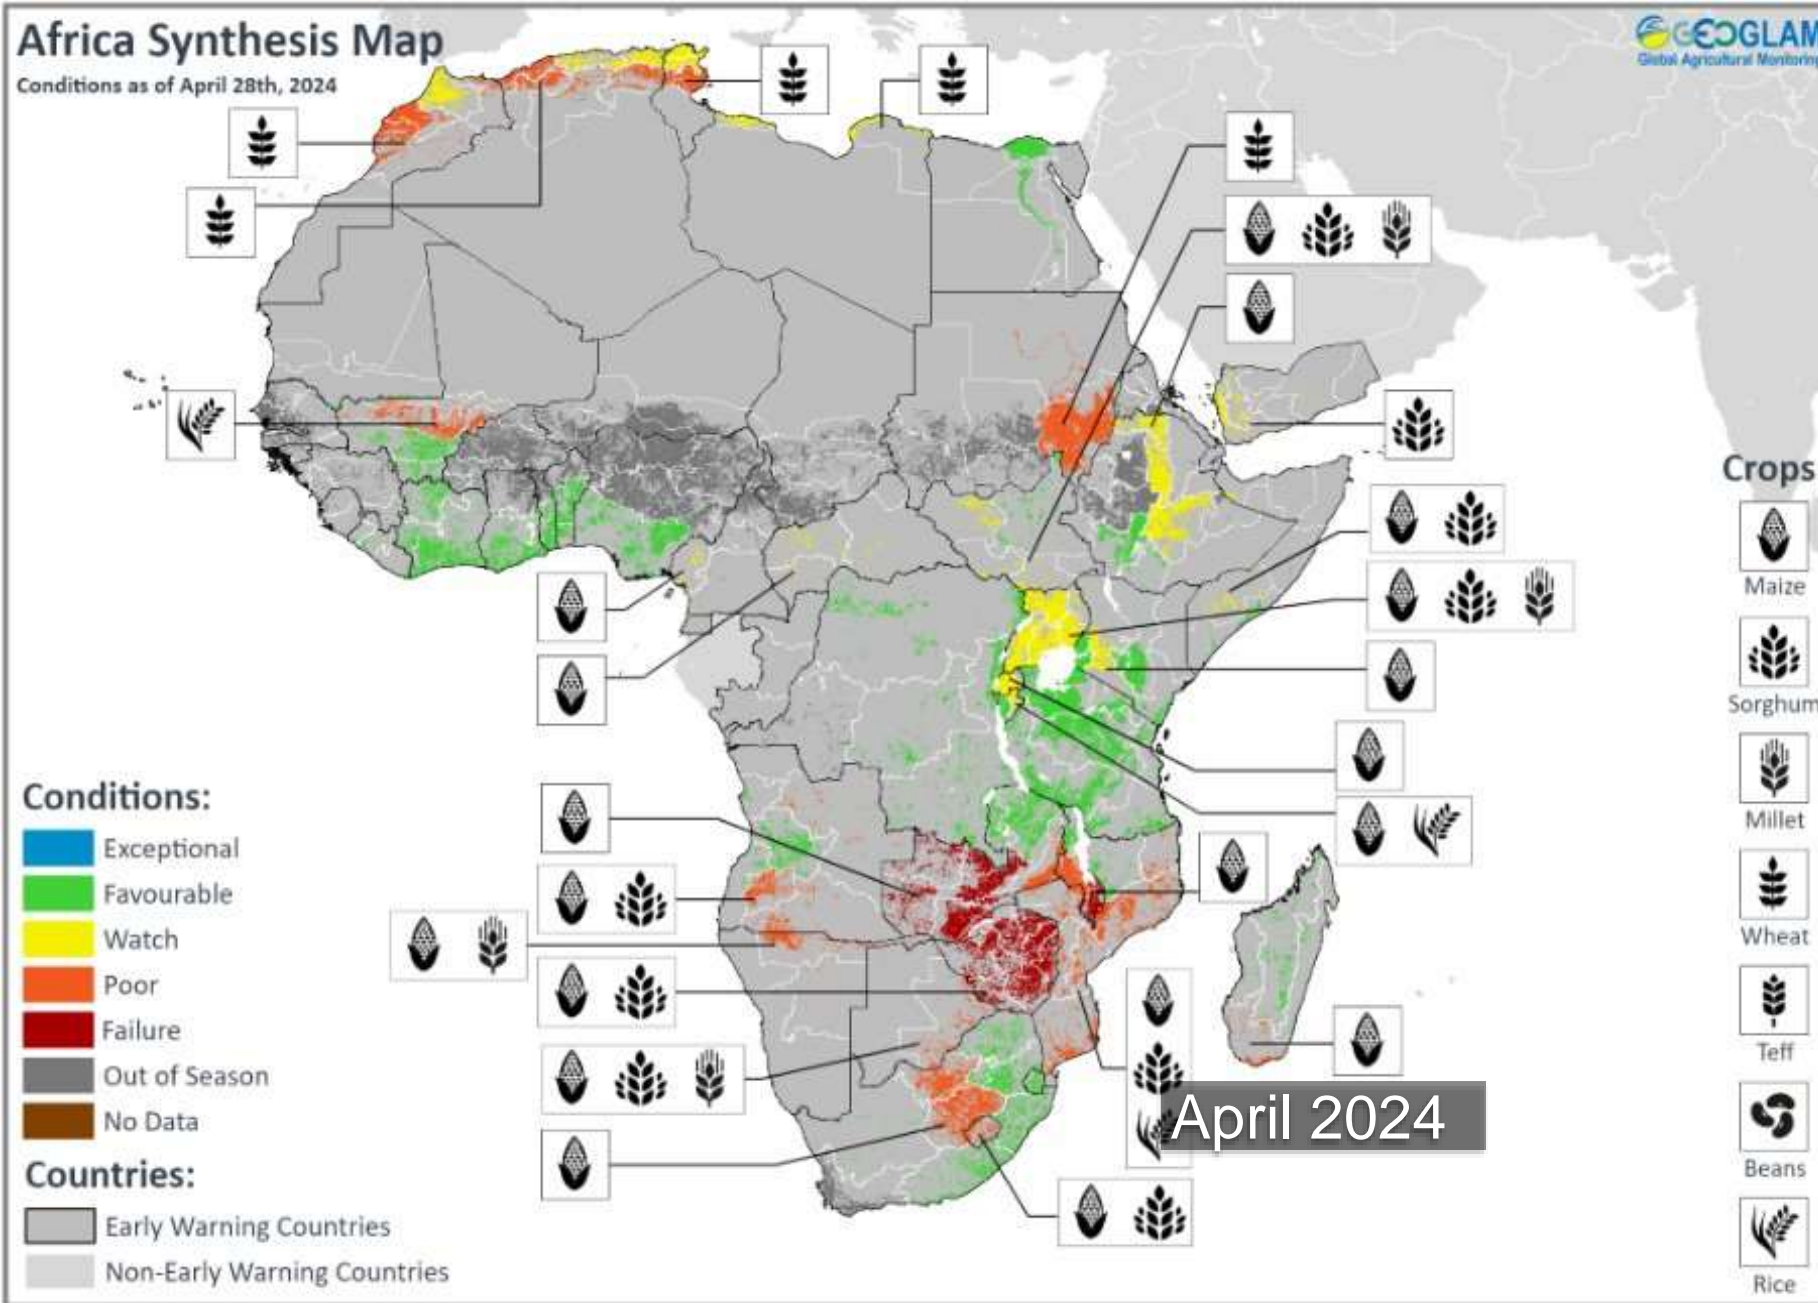 Africa Synthesis Map
Conditions as of April 28th, 2024
GEOGLAM
Global Agricultural Monitoring
Crops
Maize
Sorghum
Millet
Wheat
Teff
Beans
Rice
Conditions:
Exceptional
Favourable
Watch
Poor
Failure
Out of Season
No Data
Countries:
Early Warning Countries
Non-Early Warning Countries
April 2024